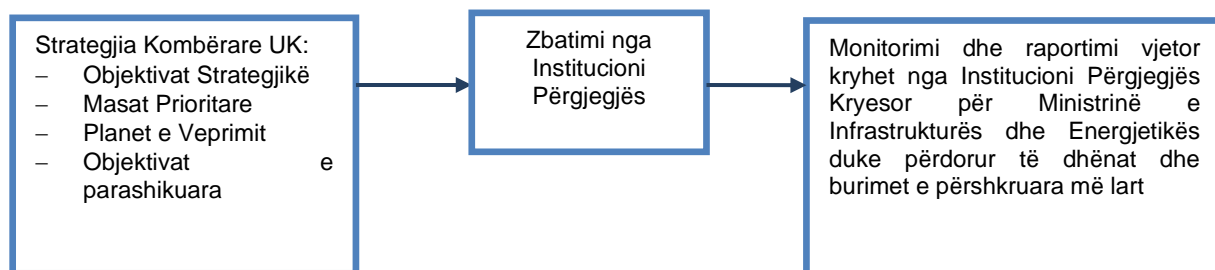 Strategjia Kombërare UK:
– Objektivat Strategjikë
– Masat Prioritare
– Planet e Veprimit
– Objektivat e
parashikuara
Zbatimi nga
Institucioni
Përgjegjës
Monitorimi dhe raportimi vjetor
kryhet nga Institucioni Përgjegjës
Kryesor për Ministrinë e
Infrastrukturës dhe Energjetikës
duke përdorur të dhënat dhe
burimet e përshkruara më lart